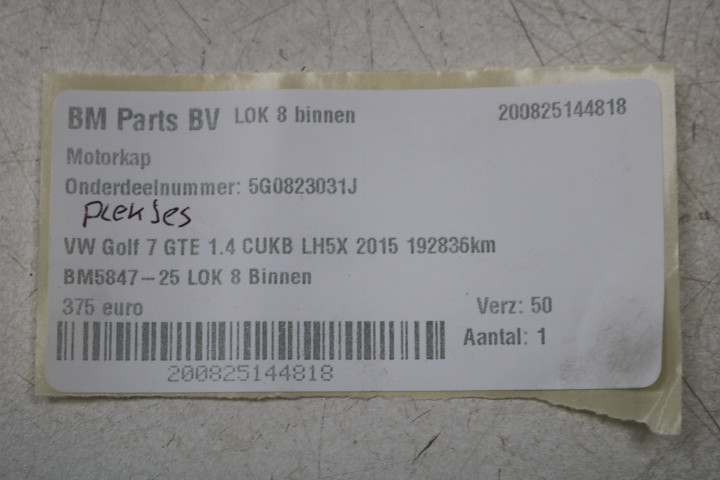 BM Parts BV LOK 8 binnen 200825144818
Motorkap
Onderdeelnummer: 5G0823031J
Plekjes
VW Golf 7 GTE 1.4 CUKB LH5X 2015 192836km
BM5847-25 LOK 8 Binnen
375 euro Verz: 50
Aantal: 1
200825144818